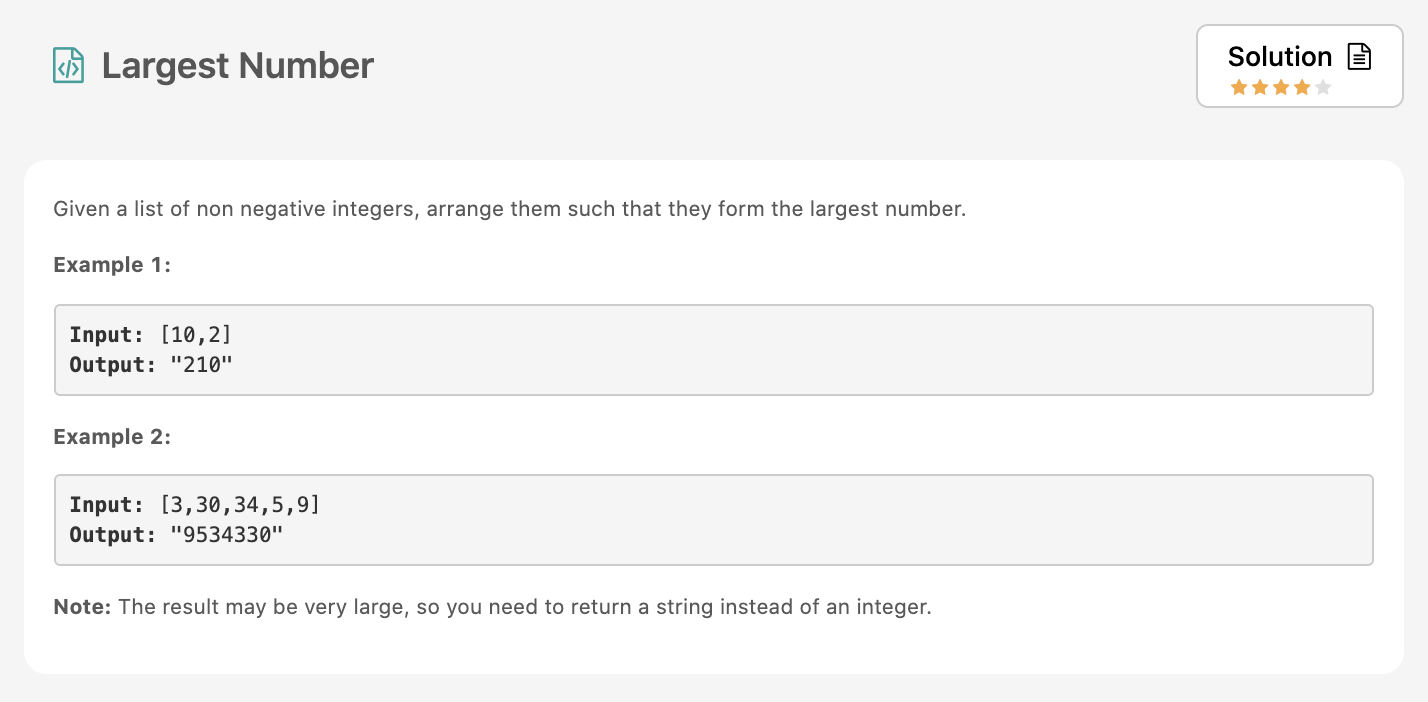 Largest Number
Solution
Given a list of non negative integers, arrange them such that they form the largest number.
Example 1:
Input: [10,2]
Output: "210"
Example 2:
Input: [3,30,34,5,9]
Output: "9534330"
Note: The result may be very large, so you need to return a string instead of an integer.